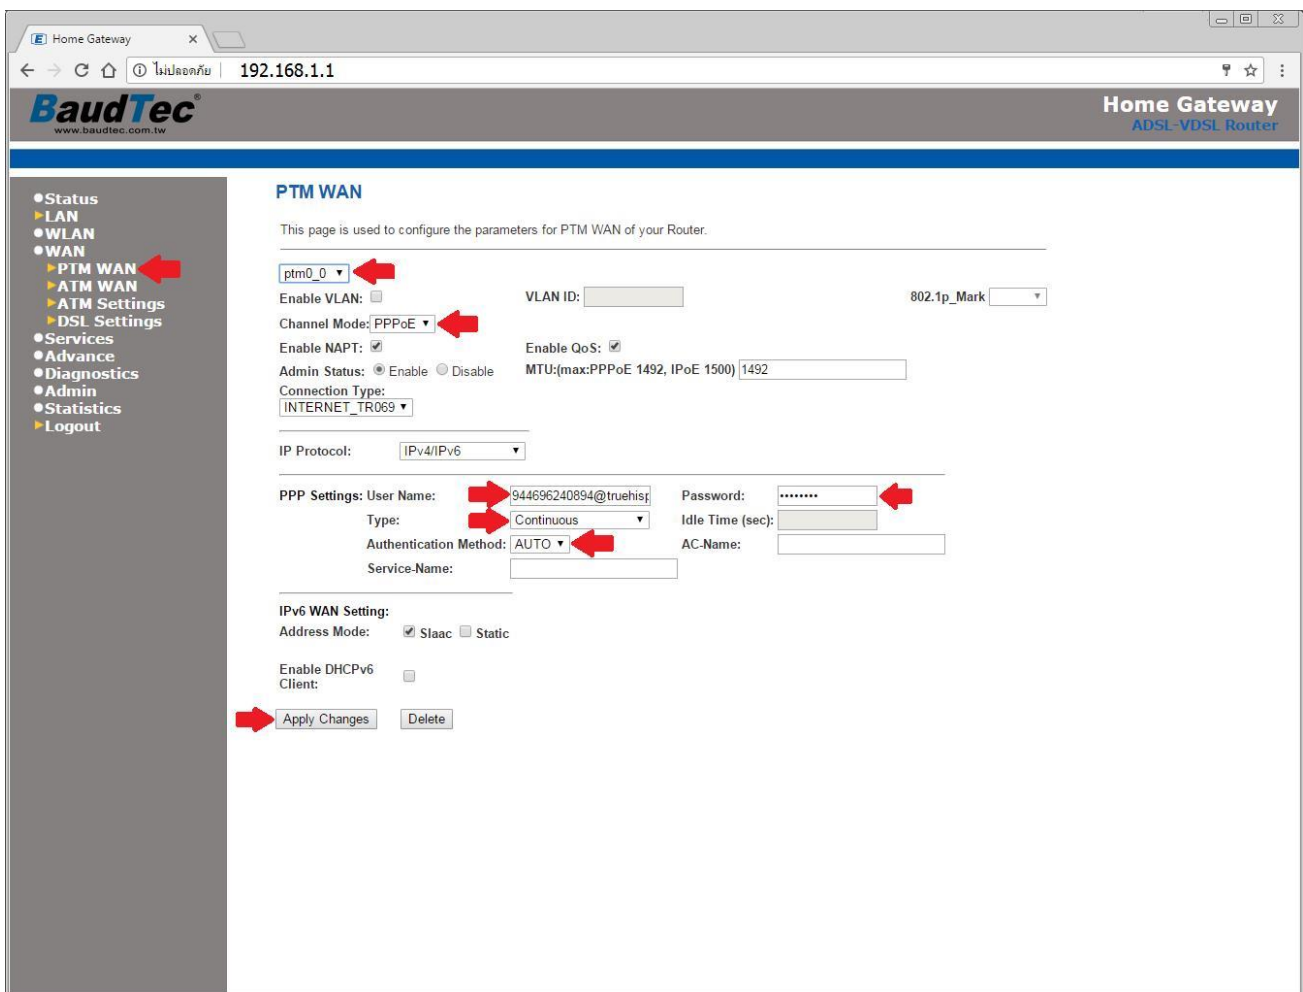 Home Gateway
ไม่ปลอดภัย 192.168.1.1
BaudTec®
www.baudtec.com.tw
Home Gateway
ADSL-VDSL Router
Status
LAN
WLAN
WAN
PTM WAN
ATM WAN
ATM Settings
DSL Settings
Services
Advance
Diagnostics
Admin
Statistics
Logout
PTM WAN
This page is used to configure the parameters for PTM WAN of your Router.
ptm0_0
Enable VLAN: VLAN ID: 802.1p_Mark
Channel Mode: PPPoE
Enable NAPT: Enable QoS:
Admin Status: Enable Disable MTU:(max:PPPoE 1492, IPoE 1500) 1492
Connection Type:
INTERNET_TR069
IP Protocol: IPv4/IPv6
PPP Settings: User Name: 944696240894@truehisp Password: ········
Type: Continuous Idle Time (sec):
Authentication Method: AUTO AC-Name:
Service-Name:
IPv6 WAN Setting:
Address Mode: Slaac Static
Enable DHCPv6
Client:
Apply Changes Delete